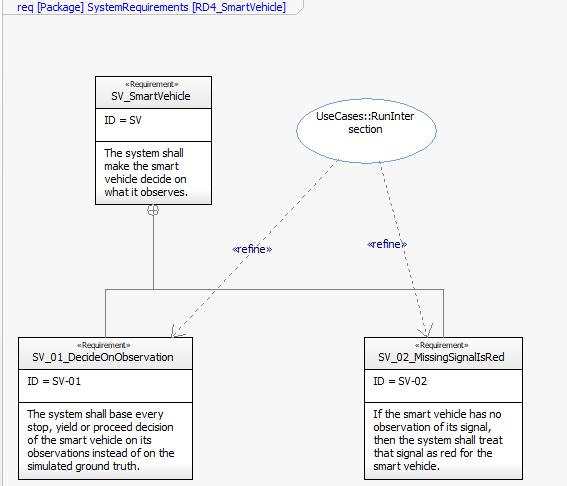 req [Package] SystemRequirements [RD4_SmartVehicle]
«Requirement»
SV_SmartVehicle
ID = SV
The system shall
make the smart
vehicle decide on
what it observes.
UseCases::RunInter
section
«refine»
«refine»
«Requirement»
SV_01_DecideOnObservation
ID = SV-01
The system shall base every
stop, yield or proceed decision
of the smart vehicle on its
observations instead of on the
simulated ground truth.
«Requirement»
SV_02_MissingSignalIsRed
ID = SV-02
If the smart vehicle has no
observation of its signal,
then the system shall treat
that signal as red for the
smart vehicle.